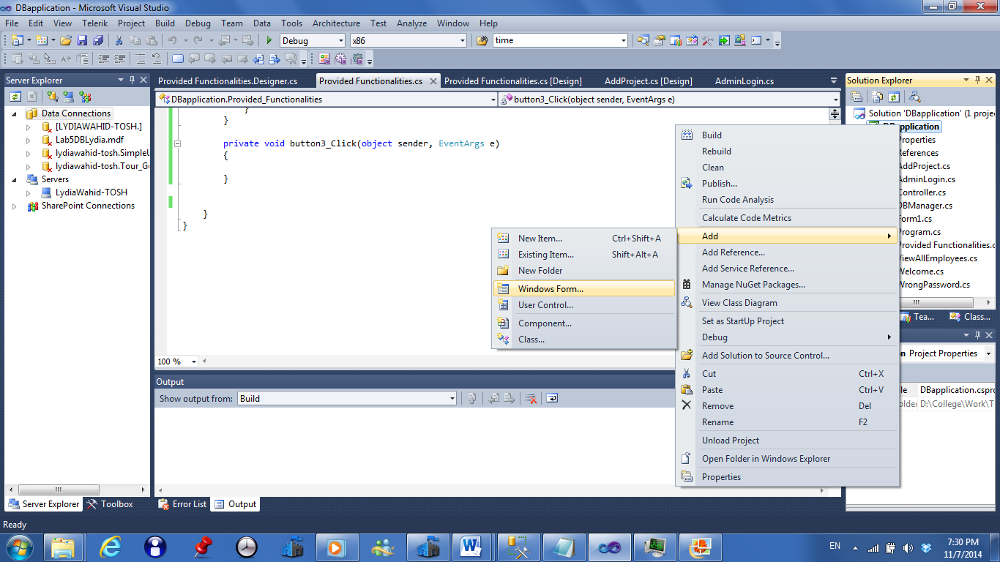 DBapplication - Microsoft Visual Studio
File Edit View Telerik Project Build Debug Team Data Tools Architecture Test Analyze Window Help
Debug x86 time
Server Explorer
Data Connections
[LYDIAWAHID-TOSH.]
Lab5DBLydia.mdf
lydiawahid-tosh.SimpleU
lydiawahid-tosh.Tour_Gu
Servers
LydiaWahid-TOSH
SharePoint Connections
Server Explorer Toolbox
Provided Functionalities.Designer.cs Provided Functionalities.cs Provided Functionalities.cs [Design] AddProject.cs [Design] AdminLogin.cs
DBapplication.Provided_Functionalities button3_Click(object sender, EventArgs e)
}
}
private void button3_Click(object sender, EventArgs e)
{
}
}
}
100 %
Output
Show output from: Build
Error List Output
New Item... Ctrl+Shift+A
Existing Item... Shift+Alt+A
New Folder
Windows Form...
User Control...
Component...
Class...
Build
Rebuild
Clean
Publish...
Run Code Analysis
Calculate Code Metrics
Add
Add Reference...
Add Service Reference...
Manage NuGet Packages...
View Class Diagram
Set as StartUp Project
Debug
Add Solution to Source Control...
Cut Ctrl+X
Paste Ctrl+V
Remove Del
Rename F2
Unload Project
Open Folder in Windows Explorer
Properties
Solution Explorer
Solution 'DBapplication' (1 proje
DBapplication
Properties
References
AddProject.cs
AdminLogin.cs
Controller.cs
DBManager.cs
Form1.cs
Program.cs
Provided Functionalities.c
ViewAllEmployees.cs
Welcome.cs
WrongPassword.cs
Tea... Class...
on Project Properties
le DBapplication.cspro
older D:\College\Work\T
Ready
EN
7:30 PM
11/7/2014